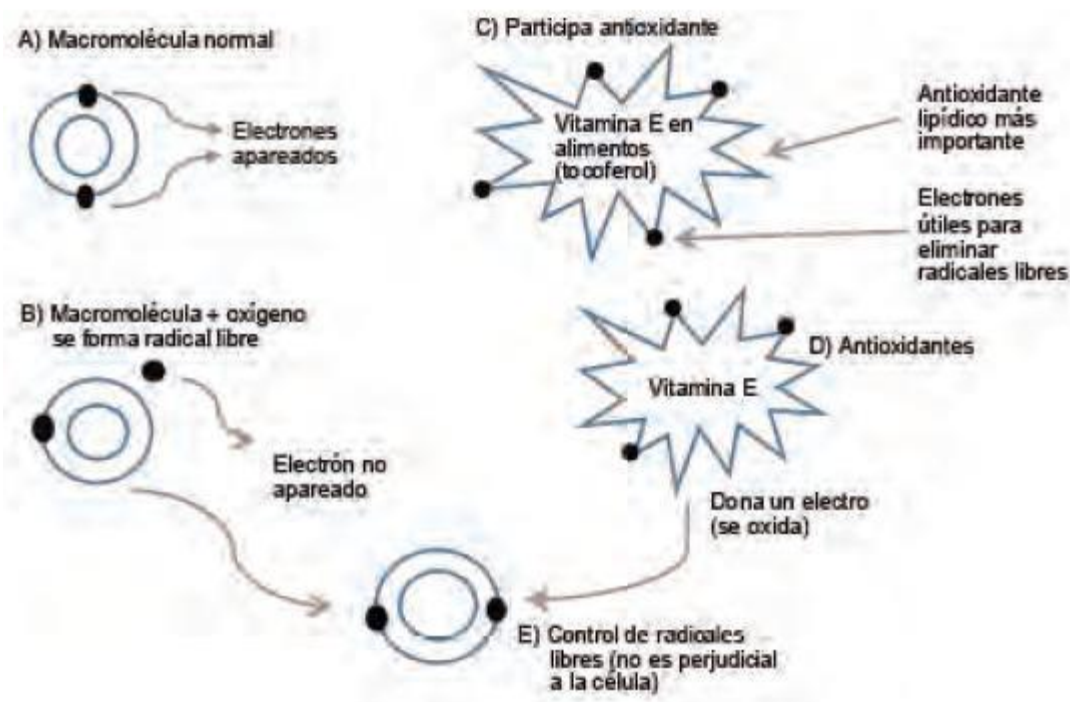 A) Macromolécula normal
Electrones
apareados
B) Macromolécula + oxígeno
se forma radical libre
Electrón no
apareado
C) Participa antioxidante
Vitamina E en
alimentos
(tocoferol)
Antioxidante
lipídico más
importante
Electrones
útiles para
eliminar
radicales libres
D) Antioxidantes
Vitamina E
Dona un electro
(se oxida)
E) Control de radicales
libres (no es perjudicial
a la célula)